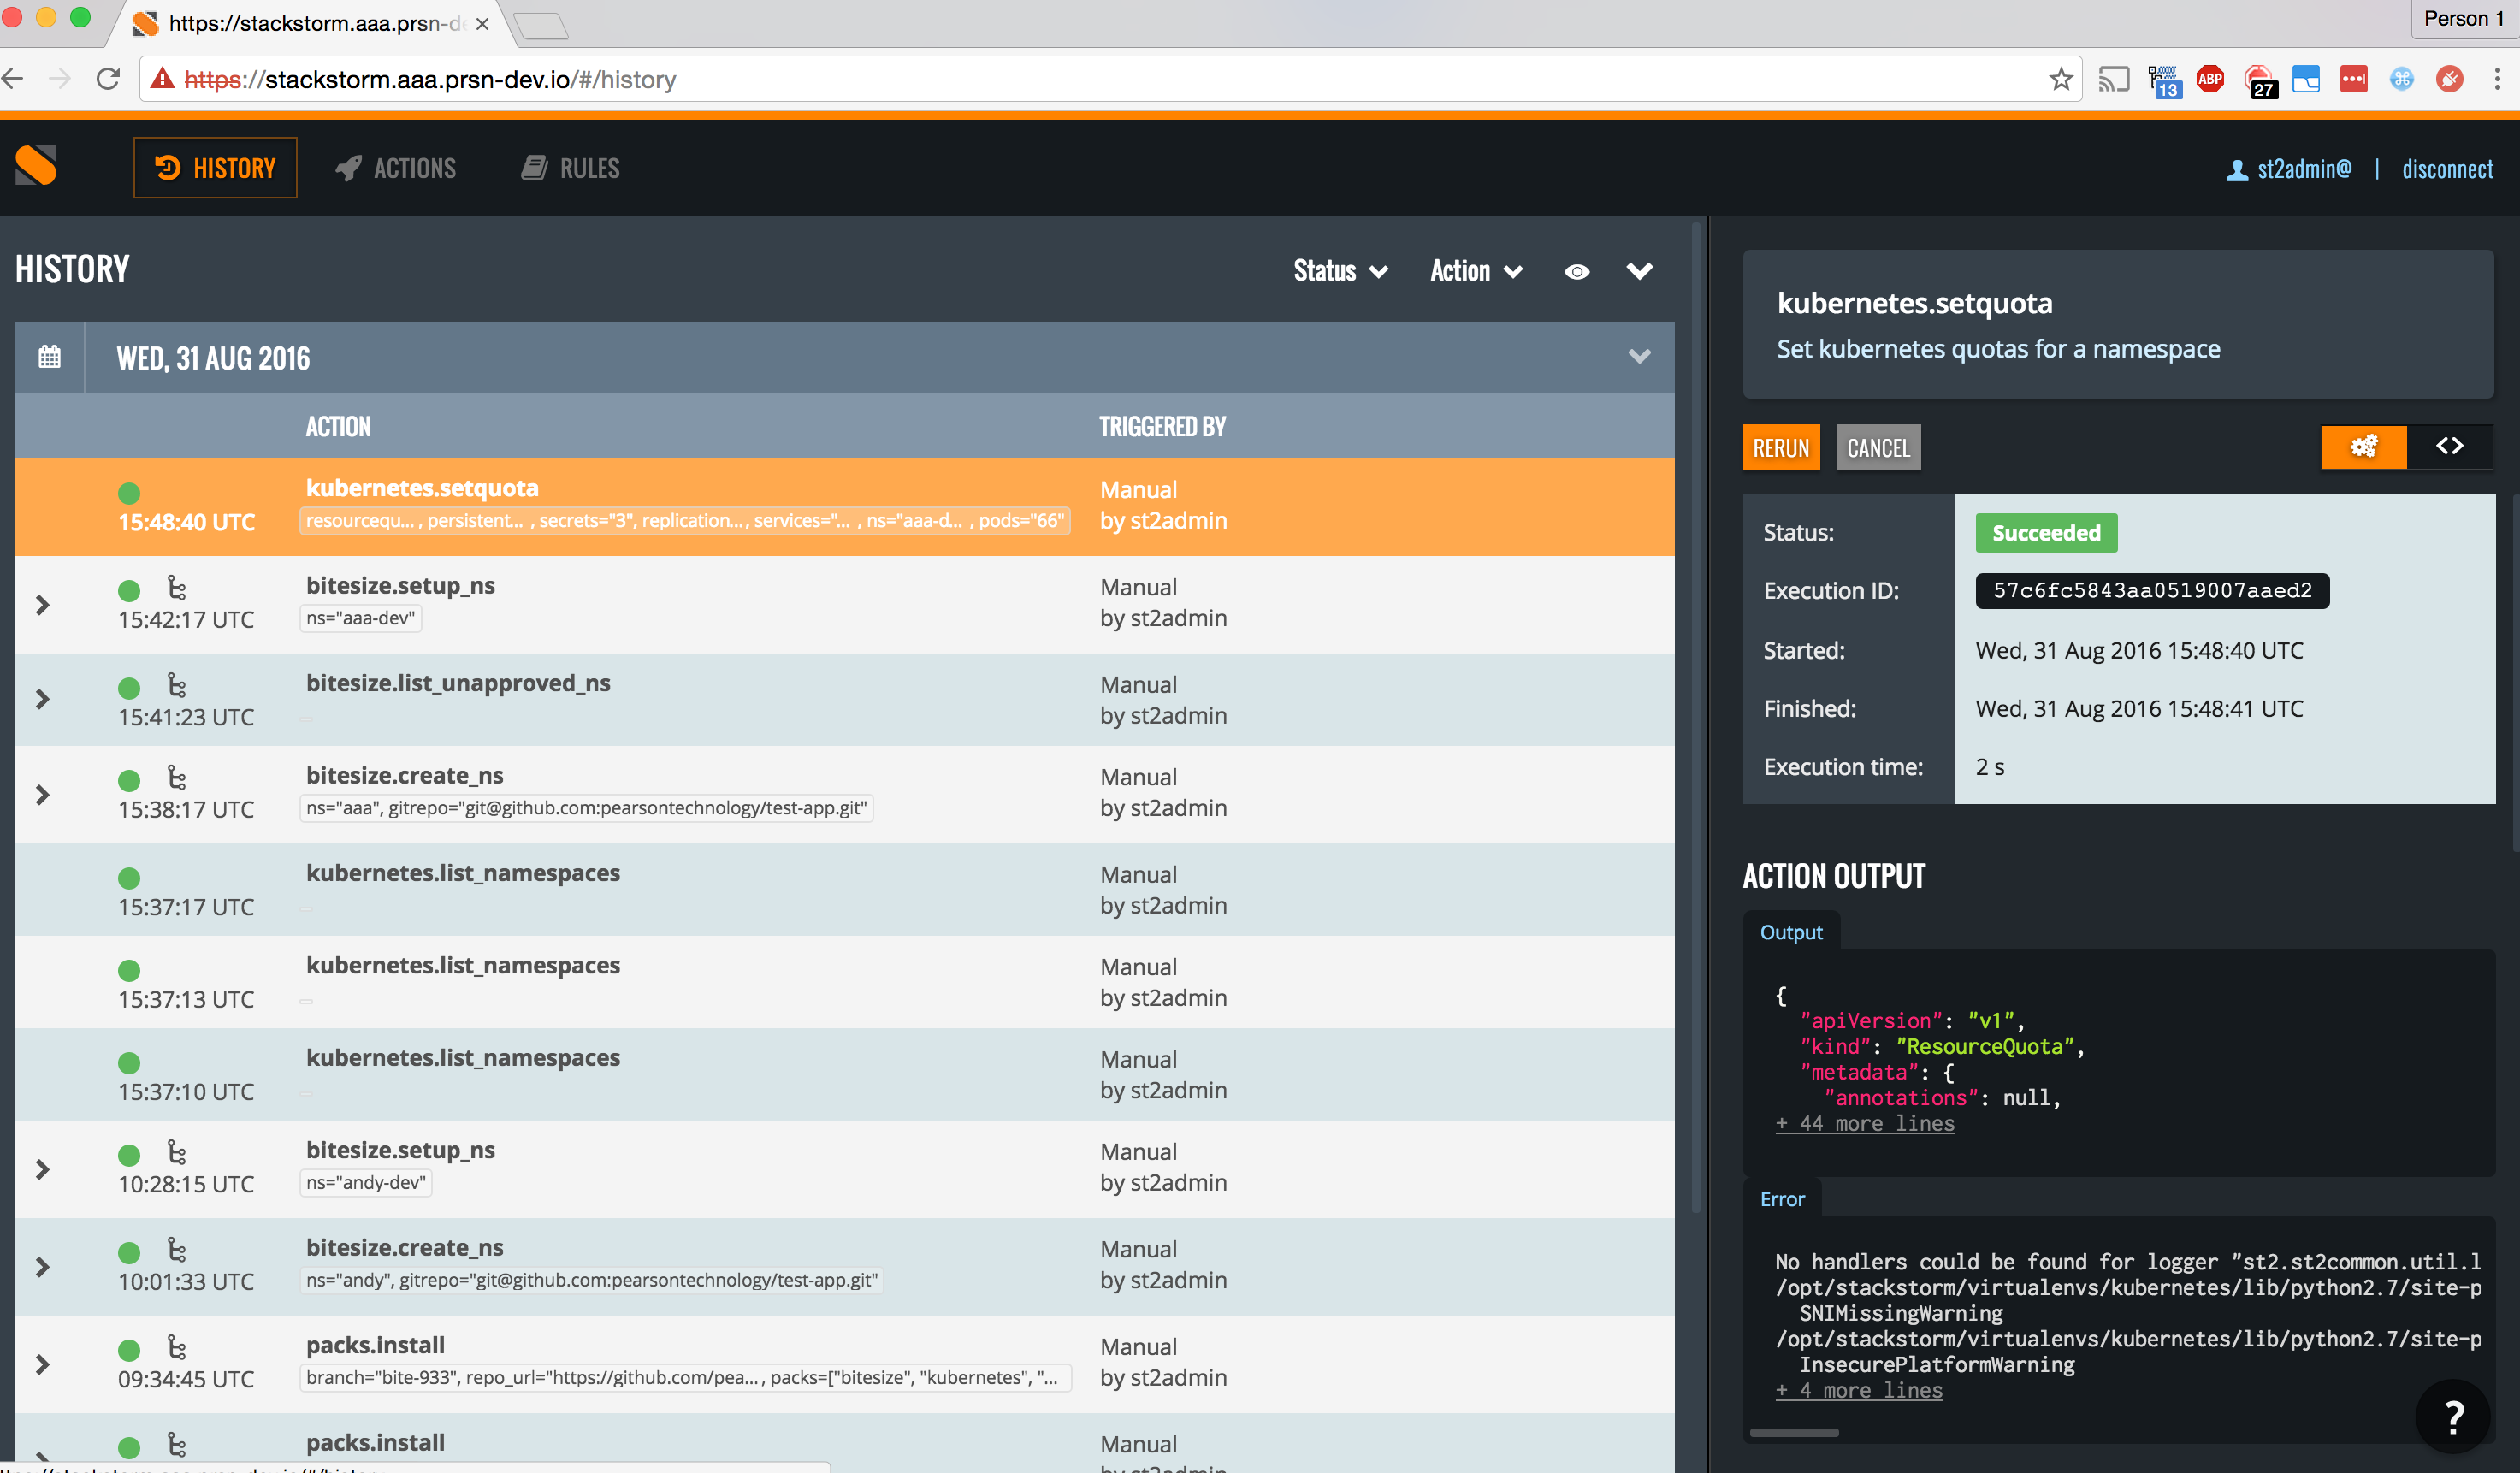 https://stackstorm.aaa.prsn-de
Person 1
https://stackstorm.aaa.prsn-dev.io/#/history
13
ABP
27
HISTORY
ACTIONS
RULES
st2admin@ | disconnect
HISTORY
Status
Action
WED, 31 AUG 2016
ACTION
TRIGGERED BY
kubernetes.setquota
Manual
15:48:40 UTC
resourcequ... , persistent... , secrets="3", replication..., services="... , ns="aaa-d... , pods="66"
by st2admin
bitesize.setup_ns
Manual
15:42:17 UTC
ns="aaa-dev"
by st2admin
bitesize.list_unapproved_ns
Manual
15:41:23 UTC
by st2admin
bitesize.create_ns
Manual
15:38:17 UTC
ns="aaa", gitrepo="git@github.com:pearsontechnology/test-app.git"
by st2admin
kubernetes.list_namespaces
Manual
15:37:17 UTC
by st2admin
kubernetes.list_namespaces
Manual
15:37:13 UTC
by st2admin
kubernetes.list_namespaces
Manual
15:37:10 UTC
by st2admin
bitesize.setup_ns
Manual
10:28:15 UTC
ns="andy-dev"
by st2admin
bitesize.create_ns
Manual
10:01:33 UTC
ns="andy", gitrepo="git@github.com:pearsontechnology/test-app.git"
by st2admin
packs.install
Manual
09:34:45 UTC
branch="bite-933", repo_url="https://github.com/pea... , packs=["bitesize", "kubernetes", "...
by st2admin
packs.install
Manual
kubernetes.setquota
Set kubernetes quotas for a namespace
RERUN
CANCEL
<>
Status:
Succeeded
Execution ID:
57c6fc5843aa0519007aaed2
Started:
Wed, 31 Aug 2016 15:48:40 UTC
Finished:
Wed, 31 Aug 2016 15:48:41 UTC
Execution time:
2 s
ACTION OUTPUT
Output
{
"apiVersion": "v1",
"kind": "ResourceQuota",
"metadata": {
"annotations": null,
+ 44 more lines
Error
No handlers could be found for logger "st2.st2common.util.l
/opt/stackstorm/virtualenvs/kubernetes/lib/python2.7/site-p
SNIMissingWarning
/opt/stackstorm/virtualenvs/kubernetes/lib/python2.7/site-p
InsecurePlatformWarning
+ 4 more lines
?